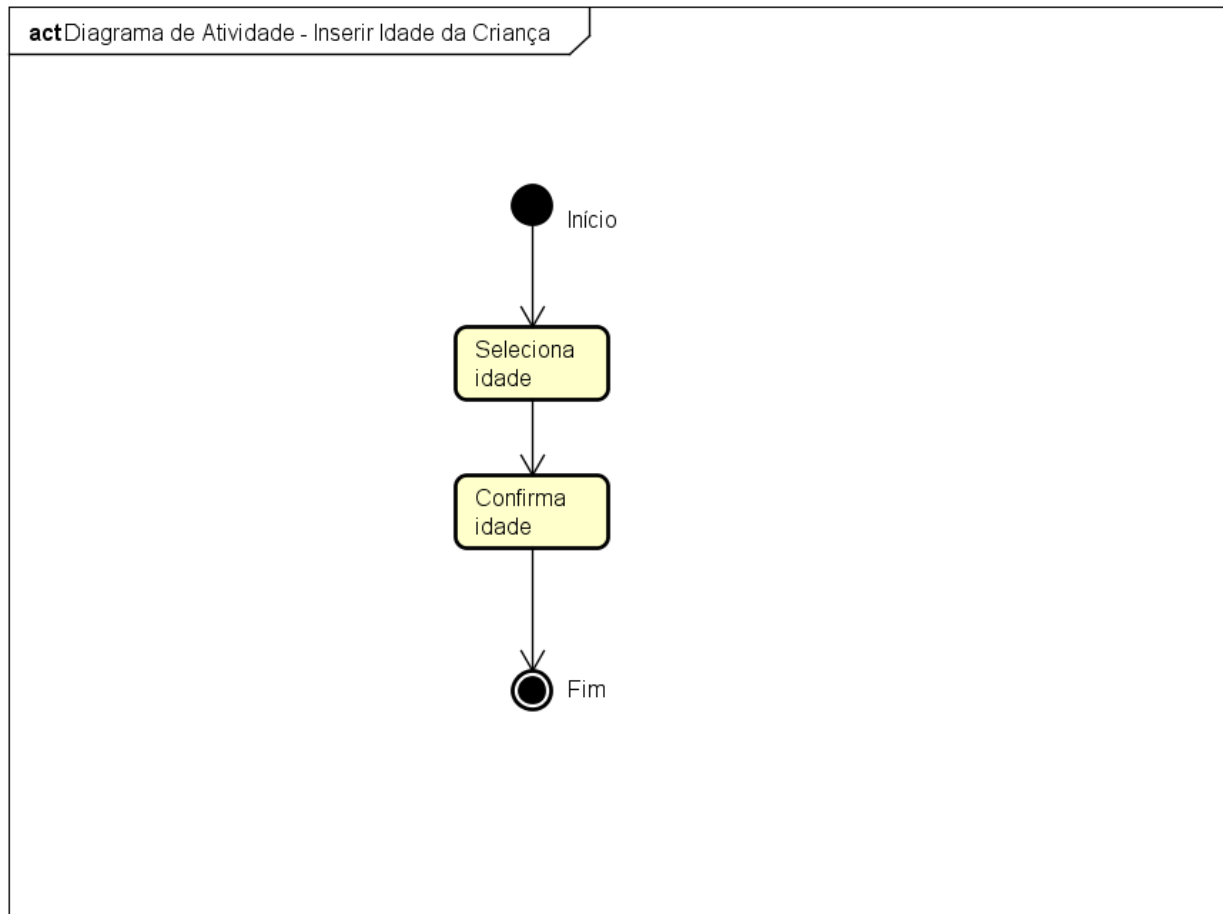 act Diagrama de Atividade - Inserir Idade da Criança
Início
Seleciona
idade
Confirma
idade
Fim